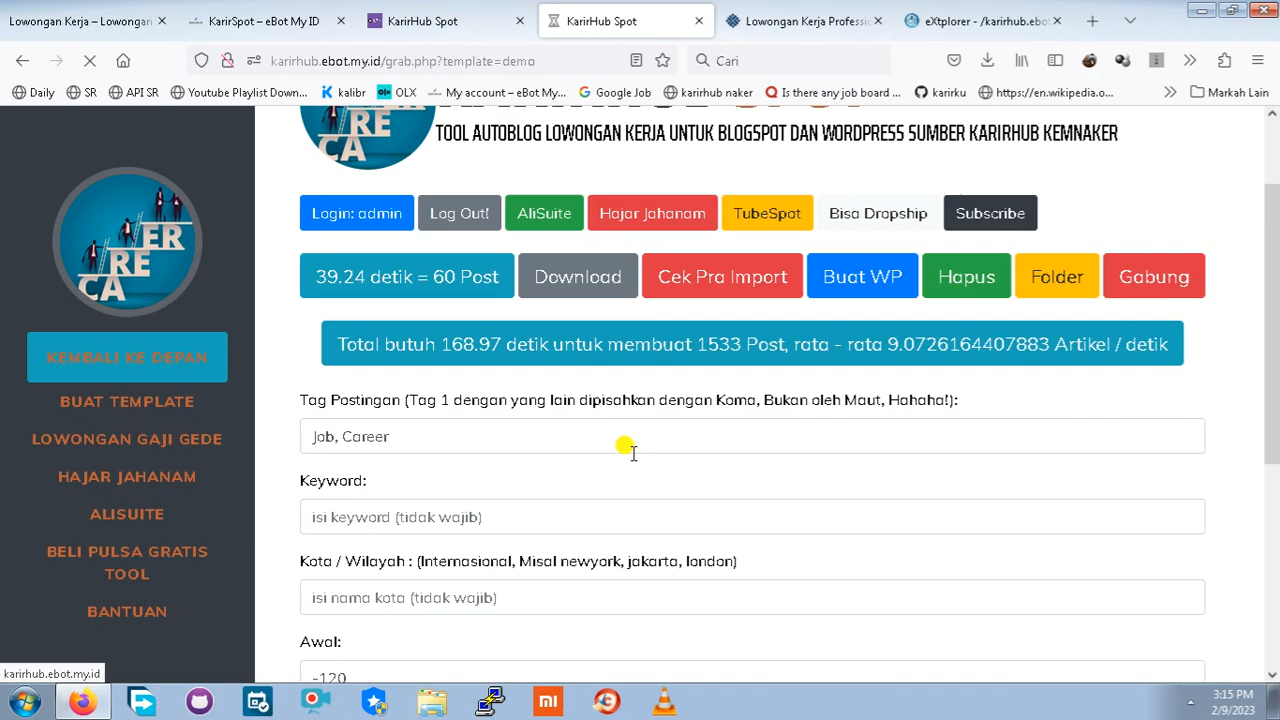 Lowongan Kerja - Lowongan
KarirSpot – eBot My ID
KarirHub Spot
KarirHub Spot
Lowongan Kerja Profession
eXtplorer - /karirhub.ebot
karirhub.ebot.my.id/grab.php?template=demo
Cari
Daily
SR
API SR
Youtube Playlist Down...
kalibr
OLX
My account – eBot My...
Google Job
karirhub naker
Is there any job board ...
karirku
https://en.wikipedia.o...
Markah Lain
ER
RE
CA
TOOL AUTOBLOG LOWONGAN KERJA UNTUK BLOGSPOT DAN WORDPRESS SUMBER KARIRHUB KEMNAKER
KEMBALI KE DEPAN
BUAT TEMPLATE
LOWONGAN GAJI GEDE
HAJAR JAHANAM
ALISUITE
BELI PULSA GRATIS
TOOL
BANTUAN
Login: admin
Log Out!
AliSuite
Hajar Jahanam
TubeSpot
Bisa Dropship
Subscribe
39.24 detik = 60 Post
Download
Cek Pra Import
Buat WP
Hapus
Folder
Gabung
Total butuh 168.97 detik untuk membuat 1533 Post, rata - rata 9.0726164407883 Artikel / detik
Tag Postingan (Tag 1 dengan yang lain dipisahkan dengan Koma, Bukan oleh Maut, Hahaha!):
Job, Career
Keyword:
isi keyword (tidak wajib)
Kota / Wilayah : (Internasional, Misal newyork, jakarta, london)
isi nama kota (tidak wajib)
Awal:
-120
karirhub.ebot.my.id
3:15 PM
2/9/2023